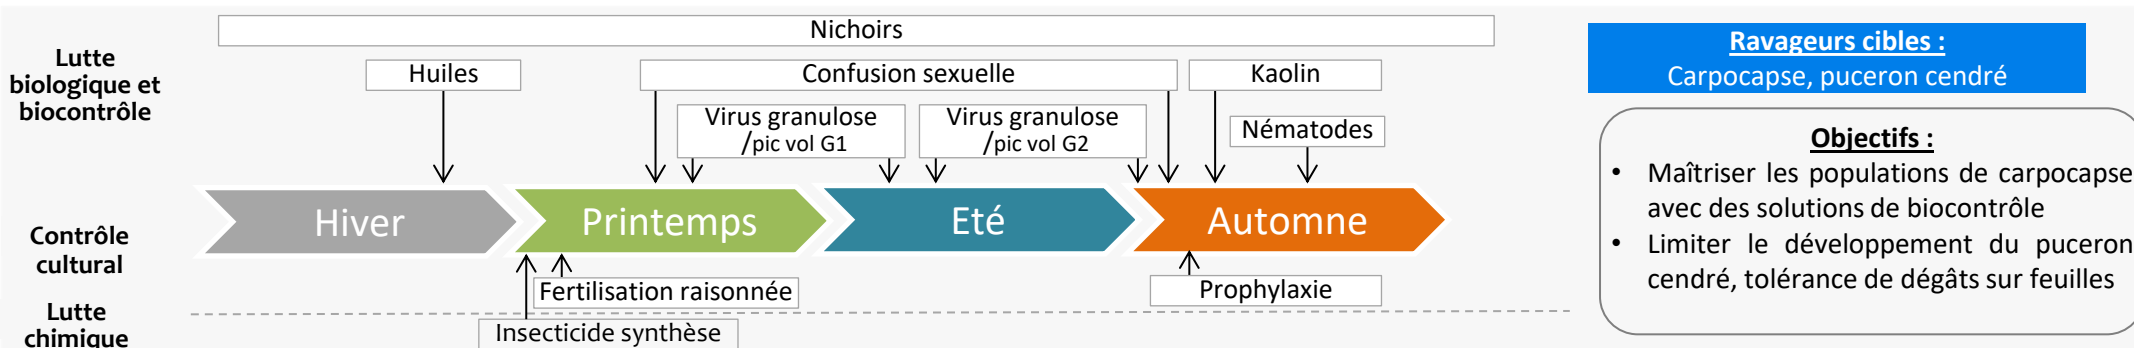 Lutte
biologique et
biocontrôle
Nichoirs
Huiles
Confusion sexuelle
Kaolin
Virus granulose
/pic vol G1
Virus granulose
/pic vol G2
Nématodes
Hiver
Printemps
Eté
Automne
Contrôle
cultural
Fertilisation raisonnée
Prophylaxie
Lutte
chimique
Insecticide synthèse
Ravageurs cibles :
Carpocapse, puceron cendré
Objectifs :
• Maîtriser les populations de carpocapse
avec des solutions de biocontrôle
• Limiter le développement du puceron
cendré, tolérance de dégâts sur feuilles